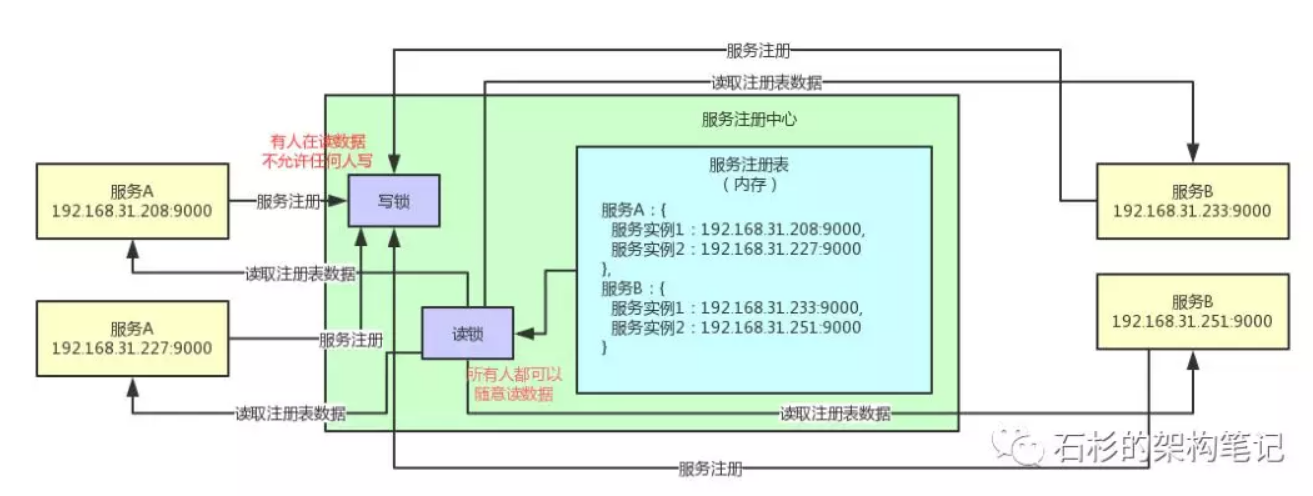 服务注册
读取注册表数据
服务注册中心
有人在读数据
不允许任何人写
服务A
192.168.31.208:9000
服务注册
写锁
服务注册表
（内存）
服务A：{
服务实例1：192.168.31.208:9000,
服务实例2：192.168.31.227:9000
},
服务B：{
服务实例1：192.168.31.233:9000,
服务实例2：192.168.31.251:9000
}
服务B
192.168.31.233:9000
读取注册表数据
服务A
192.168.31.227:9000
服务注册
读锁
所有人都可以
随意读数据
服务B
192.168.31.251:9000
读取注册表数据
读取注册表数据
服务注册
石杉的架构笔记